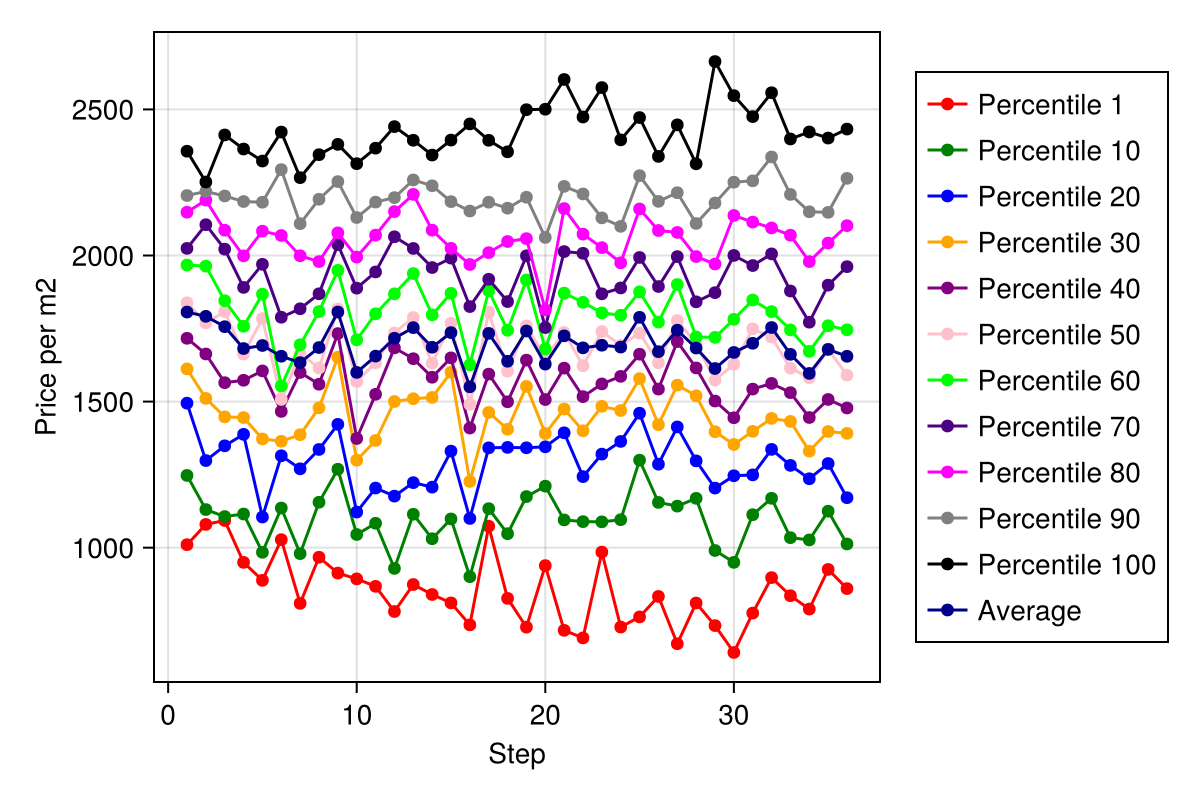 2500
2000
1500
1000
Price per m2
0 10 20 30
Step
Percentile 1
Percentile 10
Percentile 20
Percentile 30
Percentile 40
Percentile 50
Percentile 60
Percentile 70
Percentile 80
Percentile 90
Percentile 100
Average